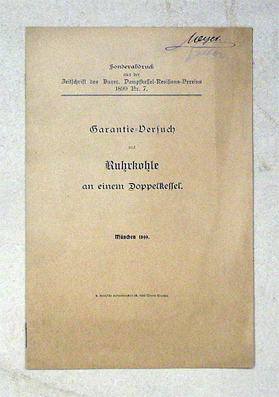 Meyer.
Sonderabdruck
aus der
Zeitschrift des Bayer. Dampfkessel-Revisions-Vereins
1899 Nr. 7.
Garantie-Versuch
mit
Ruhrkohle
an einem Doppelkessel.
München 1899.